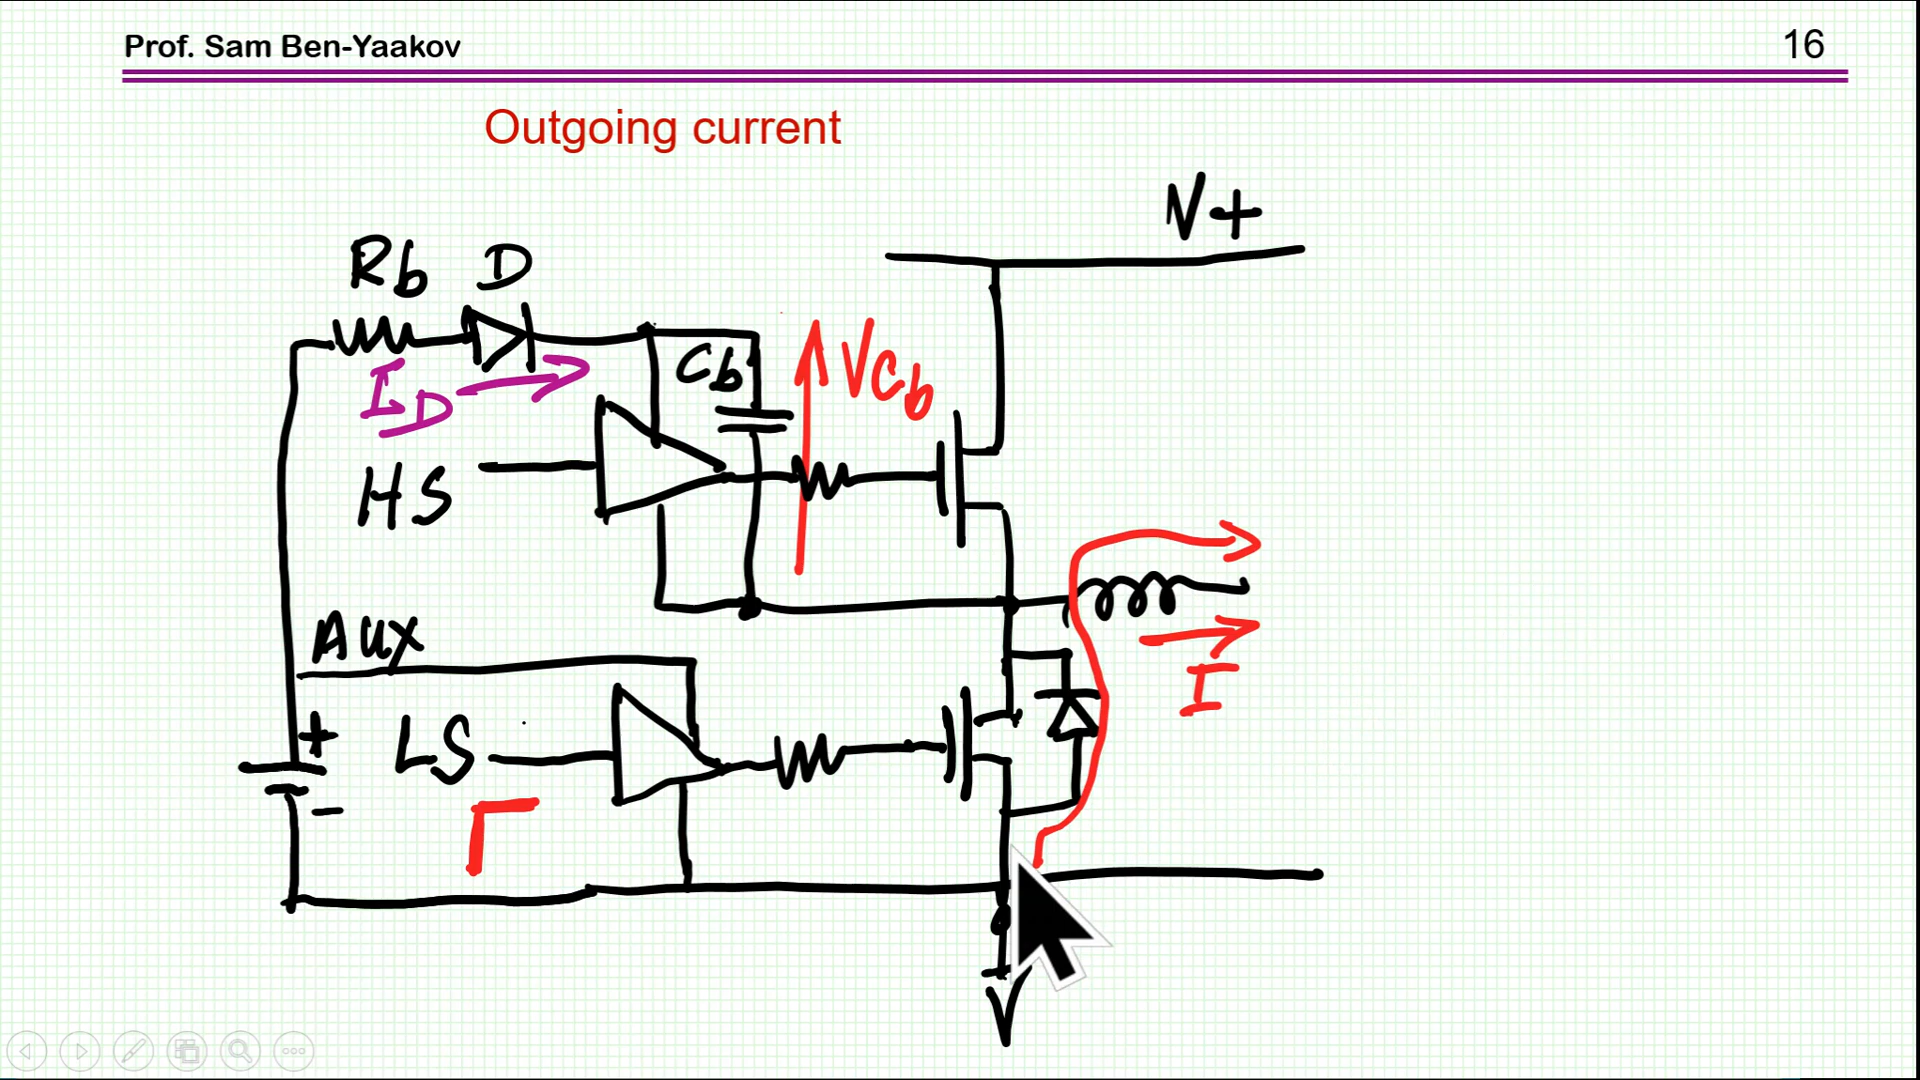 Prof. Sam Ben-Yaakov
16
Outgoing current
V+
Rb D
Cb
VCb
ID
HS
AUX
I
+
LS
-